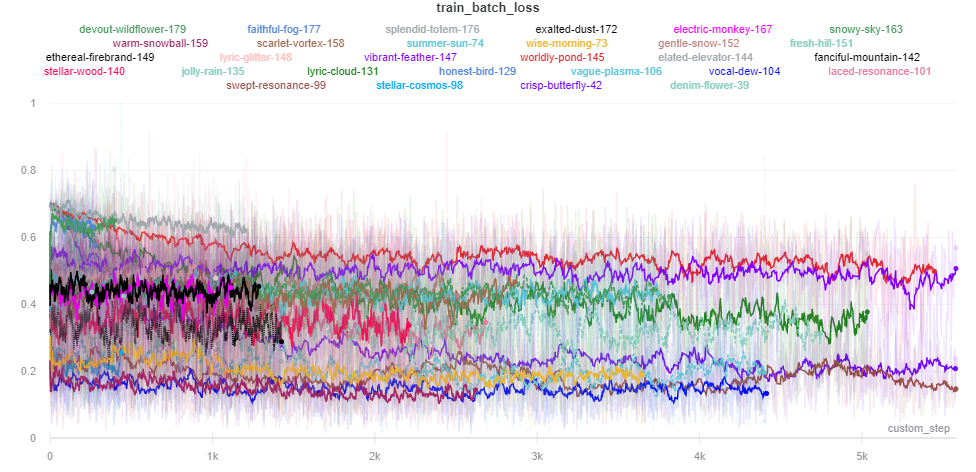 train_batch_loss
devout-wildflower-179 faithful-fog-177 splendid-totem-176 exalted-dust-172 electric-monkey-167 snowy-sky-163
warm-snowball-159 scarlet-vortex-158 summer-sun-74 wise-morning-73 gentle-snow-152 fresh-hill-151
ethereal-firebrand-149 lyric-glitter-148 vibrant-feather-147 worldly-pond-145 elated-elevator-144 fanciful-mountain-142
stellar-wood-140 jolly-rain-135 lyric-cloud-131 honest-bird-129 vague-plasma-106 vocal-dew-104 laced-resonance-101
swept-resonance-99 stellar-cosmos-98 crisp-butterfly-42 denim-flower-39
1
0.8
0.6
0.4
0.2
0
custom_step
0 1k 2k 3k 4k 5k